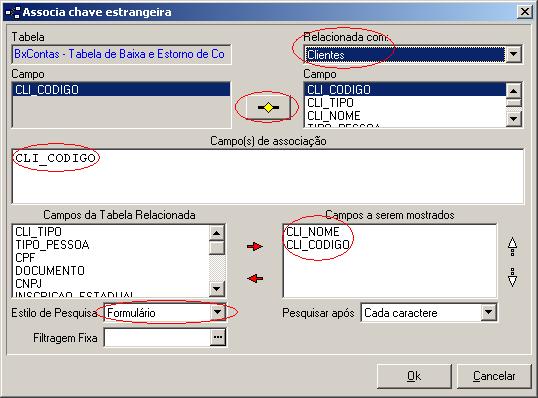 Associa chave estrangeira
Tabela
Relacionada com:
BxContas - Tabela de Baixa e Estorno de Co
Clientes
Campo
Campo
CLI_CODIGO
CLI_CODIGO
CLI_TIPO
CLI_NOME
TIPO_PESSOA
Campo(s) de associação
CLI_CODIGO
Campos da Tabela Relacionada
Campos a serem mostrados
CLI_TIPO
TIPO_PESSOA
CPF
DOCUMENTO
CNPJ
INSCRICAO_ESTADUAL
CLI_NOME
CLI_CODIGO
Estilo de Pesquisa
Formulário
Pesquisar após
Cada caractere
Filtragem Fixa
...
Ok
Cancelar